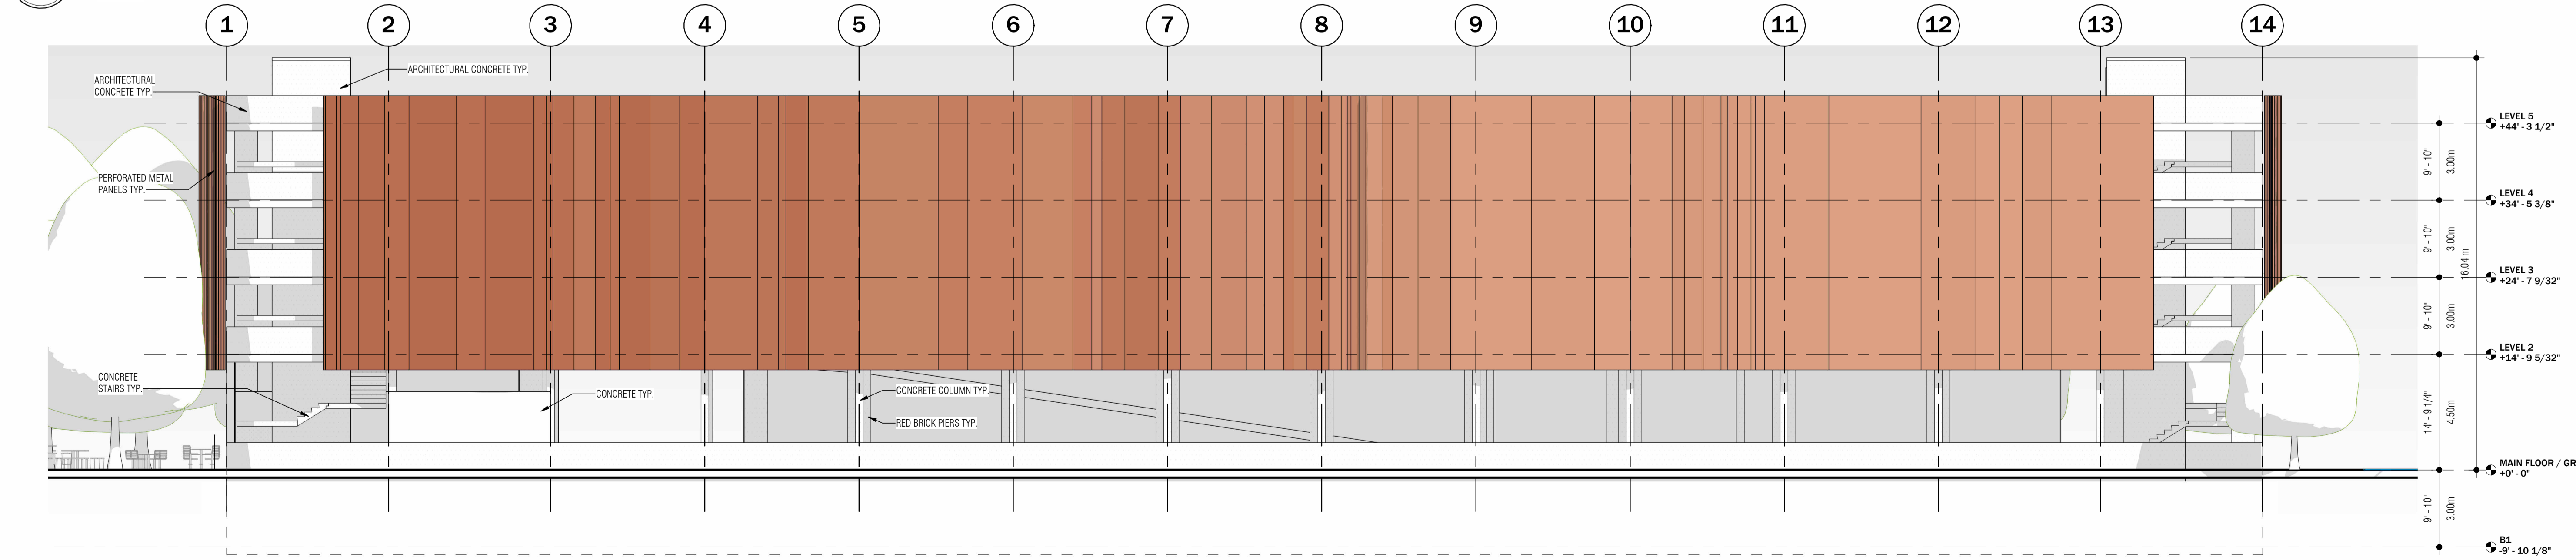 1 2 3 4 5 6 7 8 9 10 11 12 13 14
ARCHITECTURAL CONCRETE TYP.
ARCHITECTURAL
CONCRETE TYP.
PERFORATED METAL
PANELS TYP.
CONCRETE
STAIRS TYP.
CONCRETE TYP.
CONCRETE COLUMN TYP.
RED BRICK PIERS TYP.
LEVEL 5
+44' - 3 1/2"
9' - 10"
3.00m
LEVEL 4
+34' - 5 3/8"
9' - 10"
3.00m
16.04 m
LEVEL 3
+24' - 7 9/32"
9' - 10"
3.00m
LEVEL 2
+14' - 9 5/32"
14' - 9 1/4"
4.50m
MAIN FLOOR / GR
+0' - 0"
9' - 10"
3.00m
B1
-9' - 10 1/8"